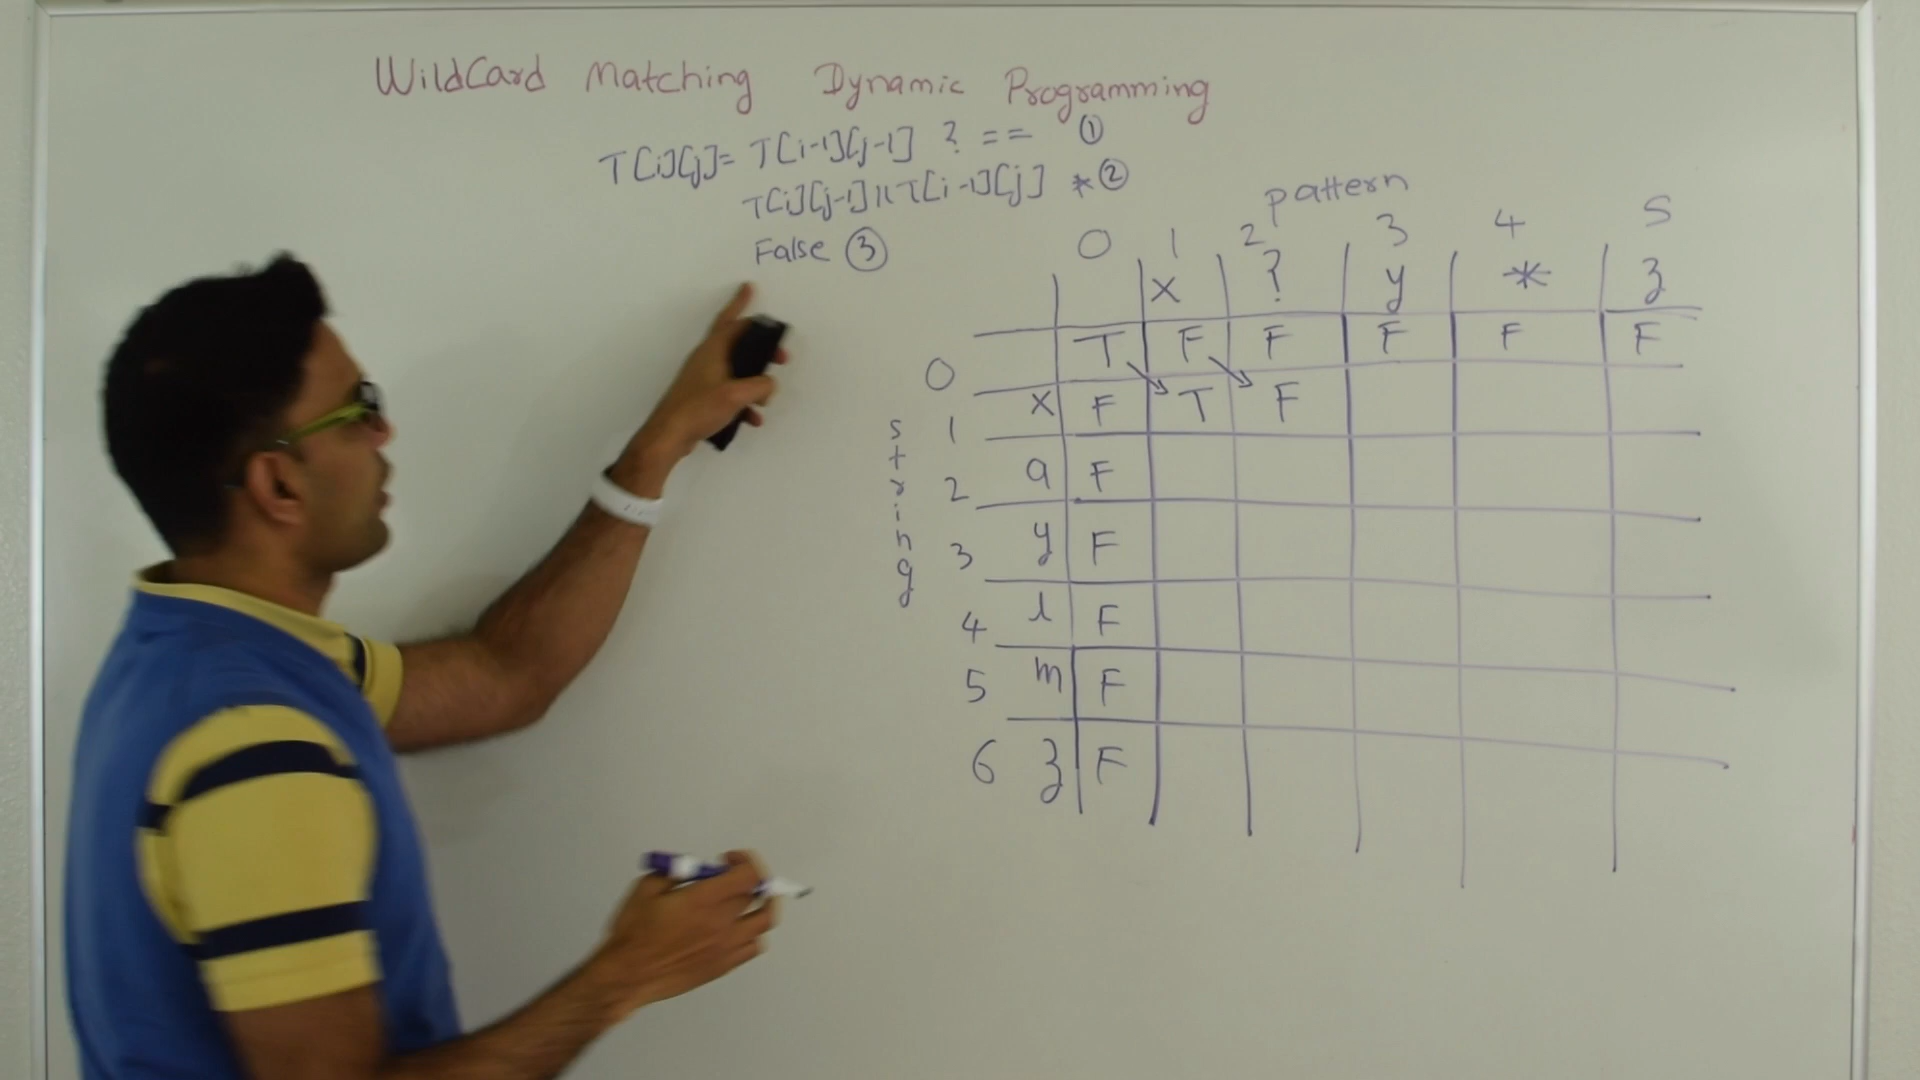 WildCard Matching Dynamic Programming
T[i][j]= T[i-1][j-1] ? == ①
T[i][j-1] || T[i-1][j] * ②
False ③
pattern
0 1 2 3 4 5
x ? y * z
0 T F F F F F
1 x F T F
2 a F
3 y F
4 l F
5 m F
6 z F
string